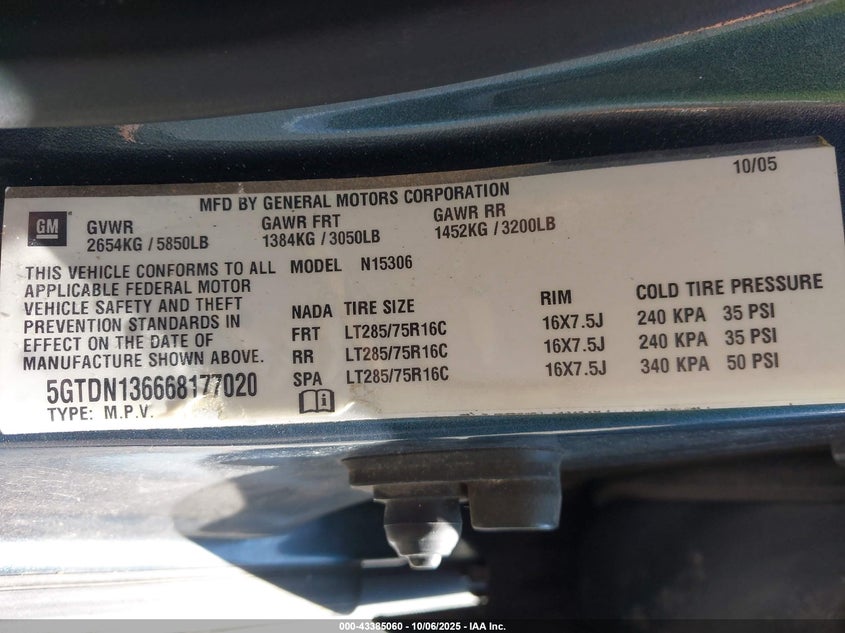 10/05
MFD BY GENERAL MOTORS CORPORATION
GM
GVWR GAWR FRT GAWR RR
2654KG / 5850LB 1384KG / 3050LB 1452KG / 3200LB
THIS VEHICLE CONFORMS TO ALL
APPLICABLE FEDERAL MOTOR
VEHICLE SAFETY AND THEFT
PREVENTION STANDARDS IN
EFFECT ON THE DATE OF
MANUFACTURE SHOWN ABOVE.
5GTDN136668177020
TYPE: M.P.V.
MODEL N15306
NADA TIRE SIZE RIM COLD TIRE PRESSURE
FRT LT285/75R16C 16X7.5J 240 KPA 35 PSI
RR LT285/75R16C 16X7.5J 240 KPA 35 PSI
SPA LT285/75R16C 16X7.5J 340 KPA 50 PSI
000-43385060 - 10/06/2025 - IAA Inc.